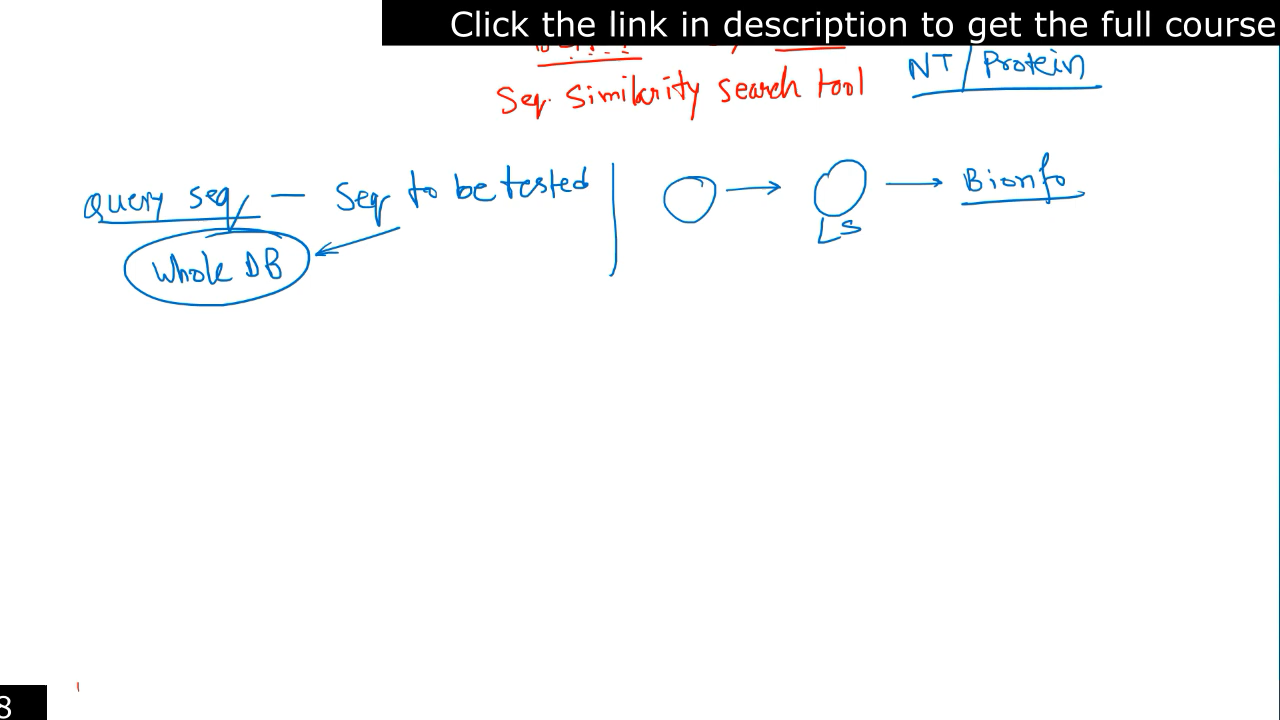 Click the link in description to get the full course
NT/Protein
Seq. Similarity search tool
query seq — Seq to be tested
Whole DB
LS
Bionfo
8